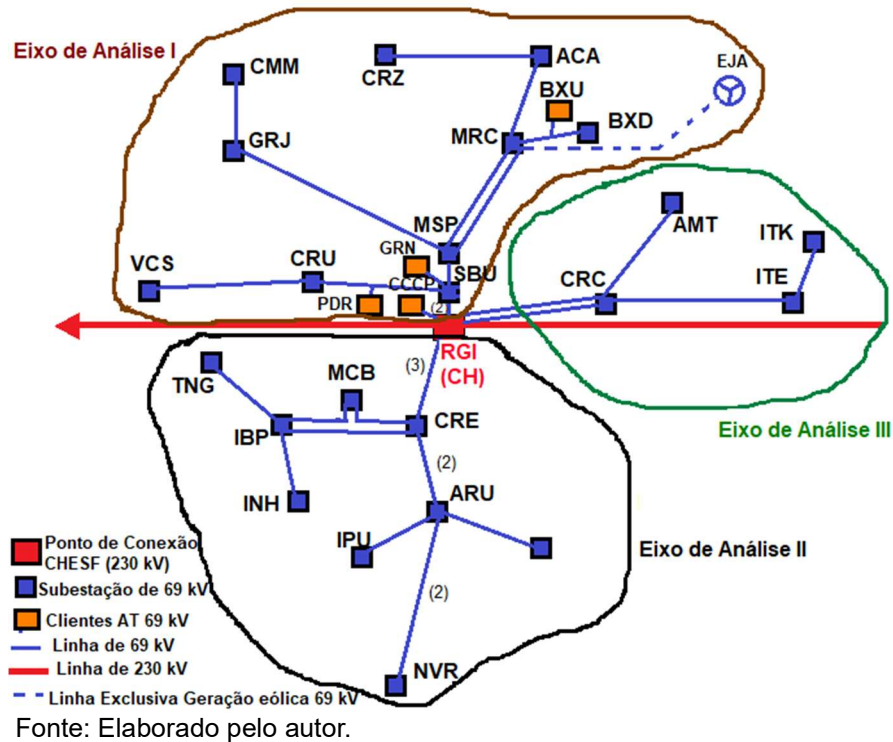 Eixo de Análise I
CMM
CRZ
ACA
EJA
BXU
BXD
MRC
GRJ
MSP
GRN
AMT
ITK
VCS
CRU
SBU
CRC
ITE
CCCP
PDR
(2)
RGI
(CH)
(3)
TNG
MCB
IBP
CRE
Eixo de Análise III
(2)
INH
ARU
IPU
Eixo de Análise II
(2)
NVR
Ponto de Conexão
CHESF (230 kV)
Subestação de 69 kV
Clientes AT 69 kV
Linha de 69 kV
Linha de 230 kV
Linha Exclusiva Geração eólica 69 kV
Fonte: Elaborado pelo autor.